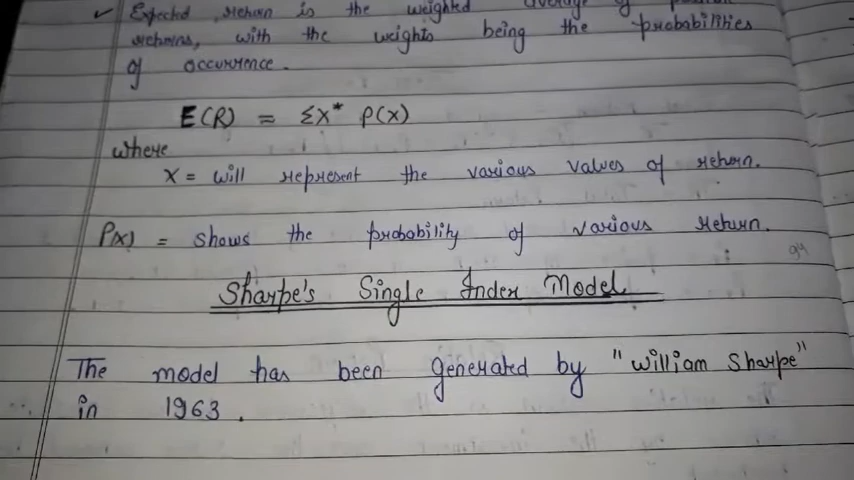 ✓ Expected return is the weighted average of
returns, with the weights being the probabilities
of occurrence.
E(R) = ΣX* P(X)
where
X = will represent the various values of return.
P(x) = shows the probability of various return.
Sharpe's Single Index Model
The model has been generated by "William Sharpe"
in 1963.